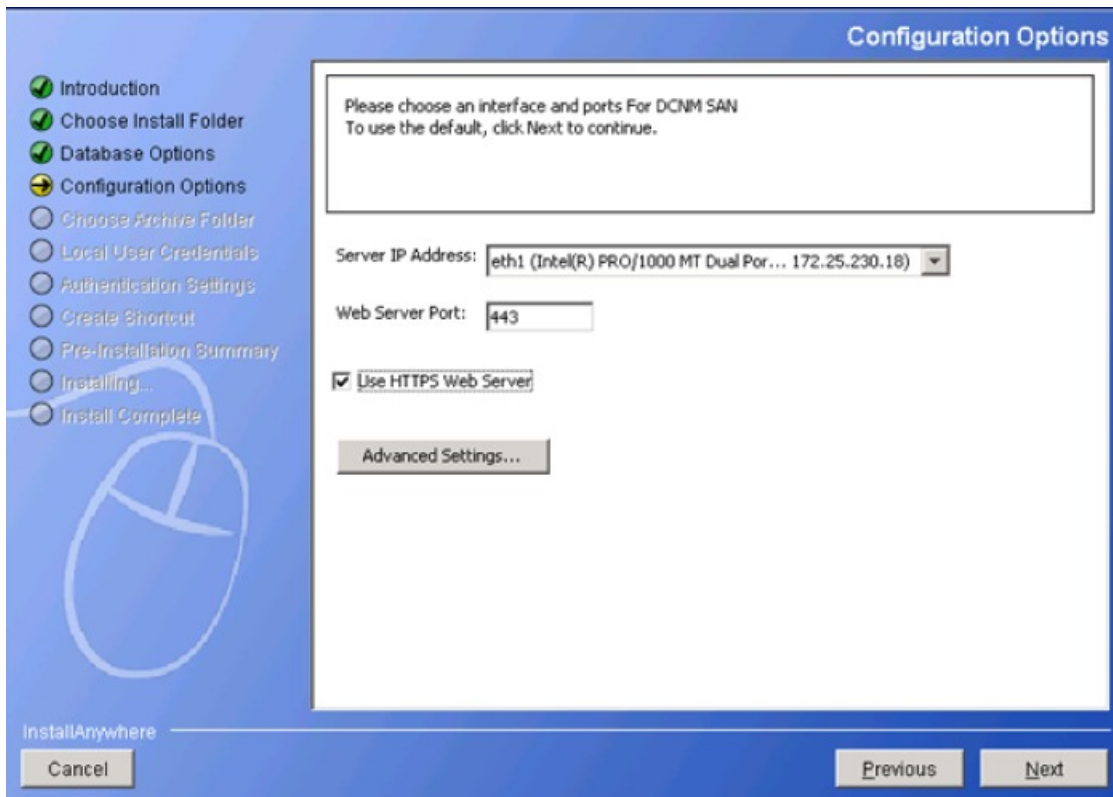 Configuration Options
Introduction
Choose Install Folder
Database Options
Configuration Options
Choose Archive Folder
Local User Credentials
Authentication Settings
Create Shortcut
Pre-Installation Summary
Installing...
Install Complete
Please choose an interface and ports For DCNM SAN
To use the default, click Next to continue.
Server IP Address: eth1 (Intel(R) PRO/1000 MT Dual Por... 172.25.230.18)
Web Server Port: 443
Use HTTPS Web Server
Advanced Settings...
InstallAnywhere
Cancel
Previous
Next